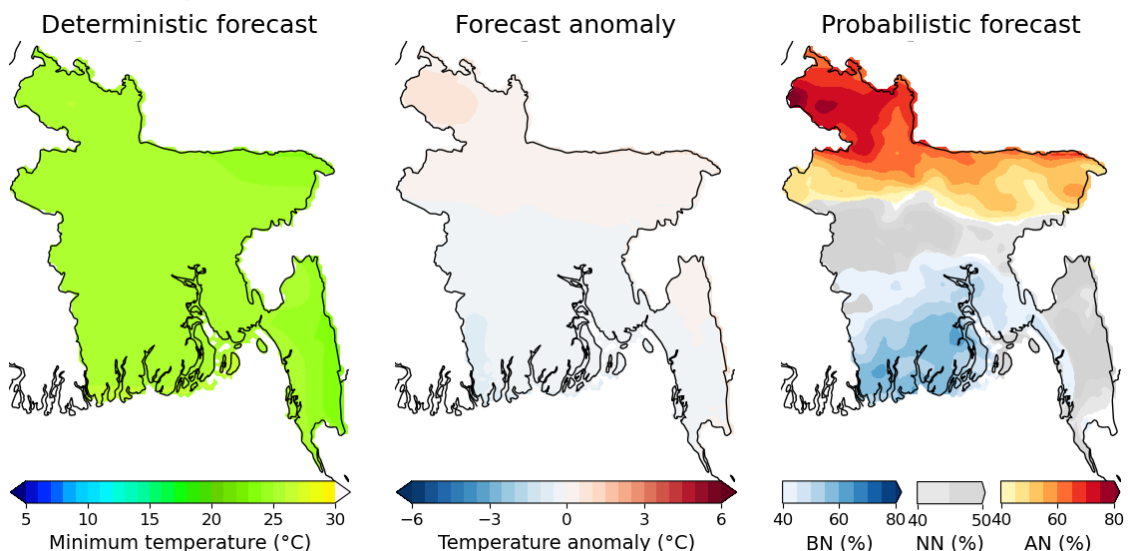 Deterministic forecast
Forecast anomaly
Probabilistic forecast
5 10 15 20 25 30
Minimum temperature (°C)
−6 −3 0 3 6
Temperature anomaly (°C)
40 60 80
BN (%)
40 50
NN (%)
40 60 80
AN (%)